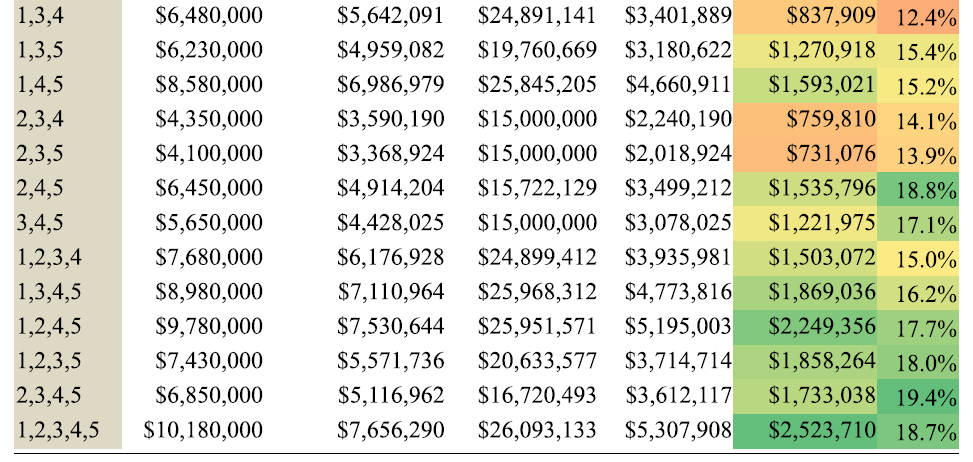 1,3,4 $6,480,000 $5,642,091 $24,891,141 $3,401,889 $837,909 12.4%
1,3,5 $6,230,000 $4,959,082 $19,760,669 $3,180,622 $1,270,918 15.4%
1,4,5 $8,580,000 $6,986,979 $25,845,205 $4,660,911 $1,593,021 15.2%
2,3,4 $4,350,000 $3,590,190 $15,000,000 $2,240,190 $759,810 14.1%
2,3,5 $4,100,000 $3,368,924 $15,000,000 $2,018,924 $731,076 13.9%
2,4,5 $6,450,000 $4,914,204 $15,722,129 $3,499,212 $1,535,796 18.8%
3,4,5 $5,650,000 $4,428,025 $15,000,000 $3,078,025 $1,221,975 17.1%
1,2,3,4 $7,680,000 $6,176,928 $24,899,412 $3,935,981 $1,503,072 15.0%
1,3,4,5 $8,980,000 $7,110,964 $25,968,312 $4,773,816 $1,869,036 16.2%
1,2,4,5 $9,780,000 $7,530,644 $25,951,571 $5,195,003 $2,249,356 17.7%
1,2,3,5 $7,430,000 $5,571,736 $20,633,577 $3,714,714 $1,858,264 18.0%
2,3,4,5 $6,850,000 $5,116,962 $16,720,493 $3,612,117 $1,733,038 19.4%
1,2,3,4,5 $10,180,000 $7,656,290 $26,093,133 $5,307,908 $2,523,710 18.7%